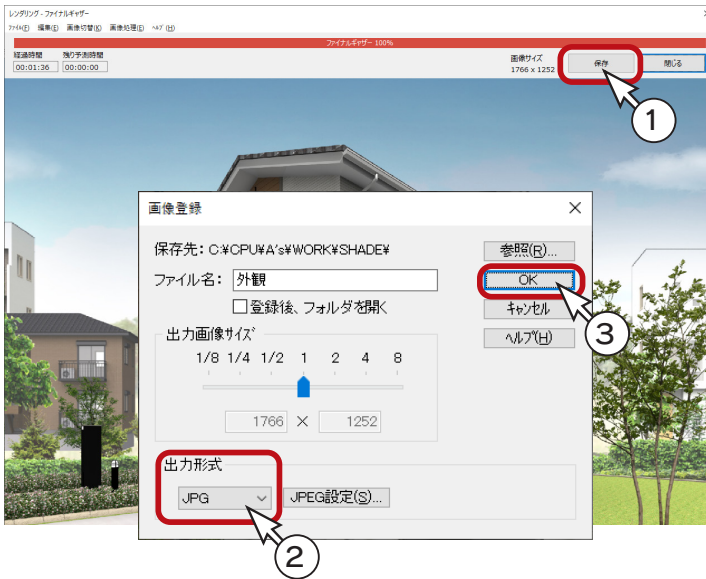 レンダリング - ファイナルギャザー
ファイル(F) 編集(E) 画像切替(K) 画像処理(E) ヘルプ(H)
ファイナルギャザー 100%
経過時間 残り予測時間
00:01:36 00:00:00
画像サイズ
1766 x 1252
保存 閉じる
1
画像登録
保存先: C:¥CPU¥A's¥WORK¥SHADE¥
参照(R)...
ファイル名: 外観
OK
登録後、フォルダを開く
キャンセル
3
出力画像サイズ
ヘルプ(H)
1/8 1/4 1/2 1 2 4 8
1766 × 1252
出力形式
JPG JPEG設定(S)...
2